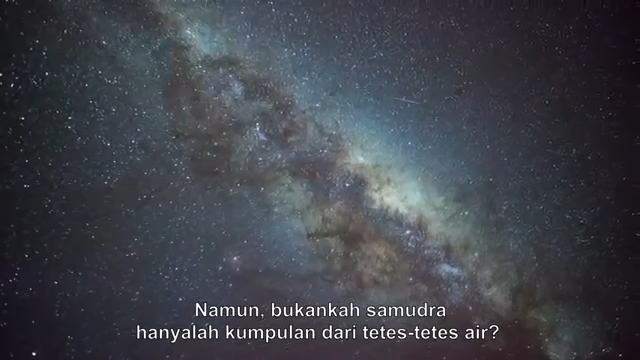 Namun, bukankah samudra
hanyalah kumpulan dari tetes-tetes air?